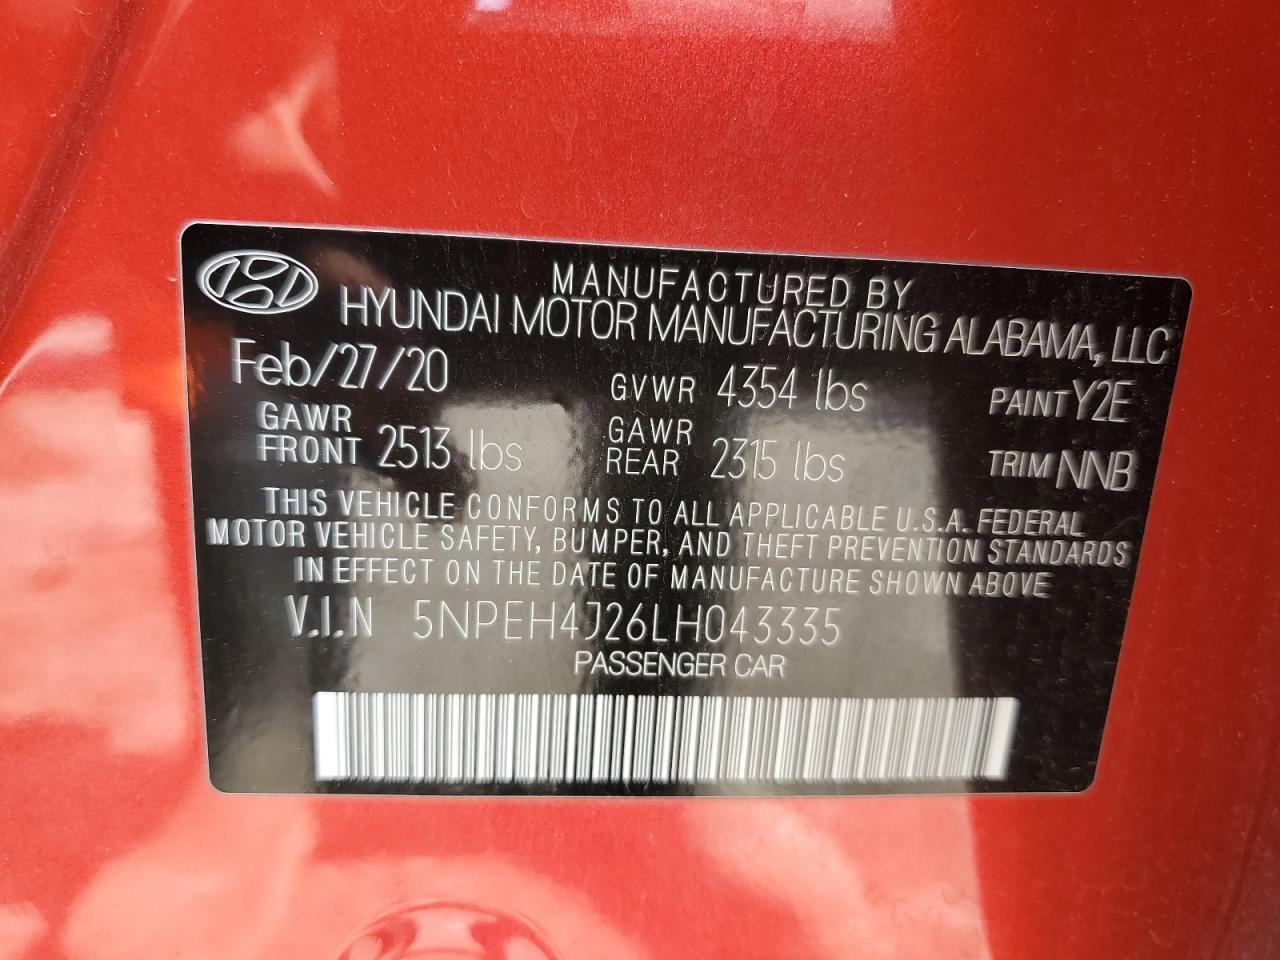 MANUFACTURED BY
HYUNDAI MOTOR MANUFACTURING ALABAMA, LLC
Feb/27/20 GVWR 4354 lbs PAINT Y2E
GAWR FRONT 2513 lbs GAWR REAR 2315 lbs TRIM NNB
THIS VEHICLE CONFORMS TO ALL APPLICABLE U.S.A. FEDERAL
MOTOR VEHICLE SAFETY, BUMPER, AND THEFT PREVENTION STANDARDS
IN EFFECT ON THE DATE OF MANUFACTURE SHOWN ABOVE
V.I.N 5NPEH4J26LH043335
PASSENGER CAR